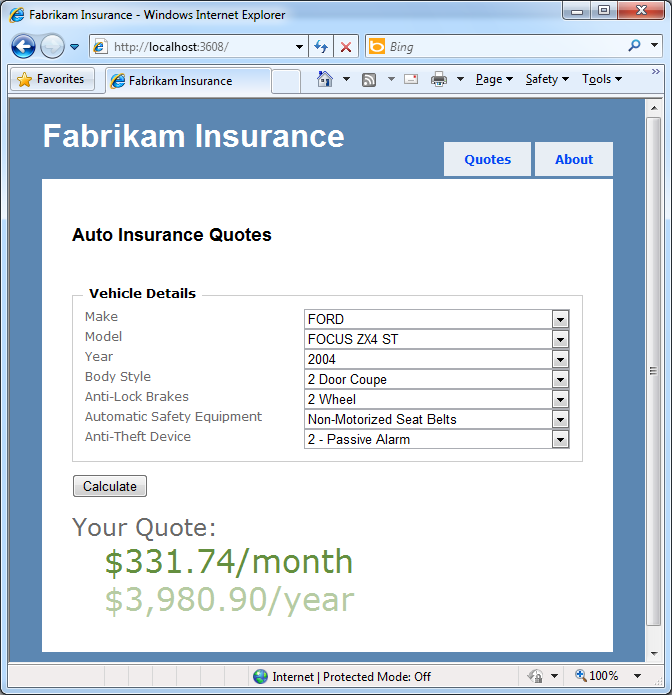 Fabrikam Insurance - Windows Internet Explorer
http://localhost:3608/
Bing
Favorites
Fabrikam Insurance
Page
Safety
Tools
»
Fabrikam Insurance
Quotes
About
Auto Insurance Quotes
Vehicle Details
Make FORD
Model FOCUS ZX4 ST
Year 2004
Body Style 2 Door Coupe
Anti-Lock Brakes 2 Wheel
Automatic Safety Equipment Non-Motorized Seat Belts
Anti-Theft Device 2 - Passive Alarm
Calculate
Your Quote:
$331.74/month
$3,980.90/year
Internet | Protected Mode: Off
100%